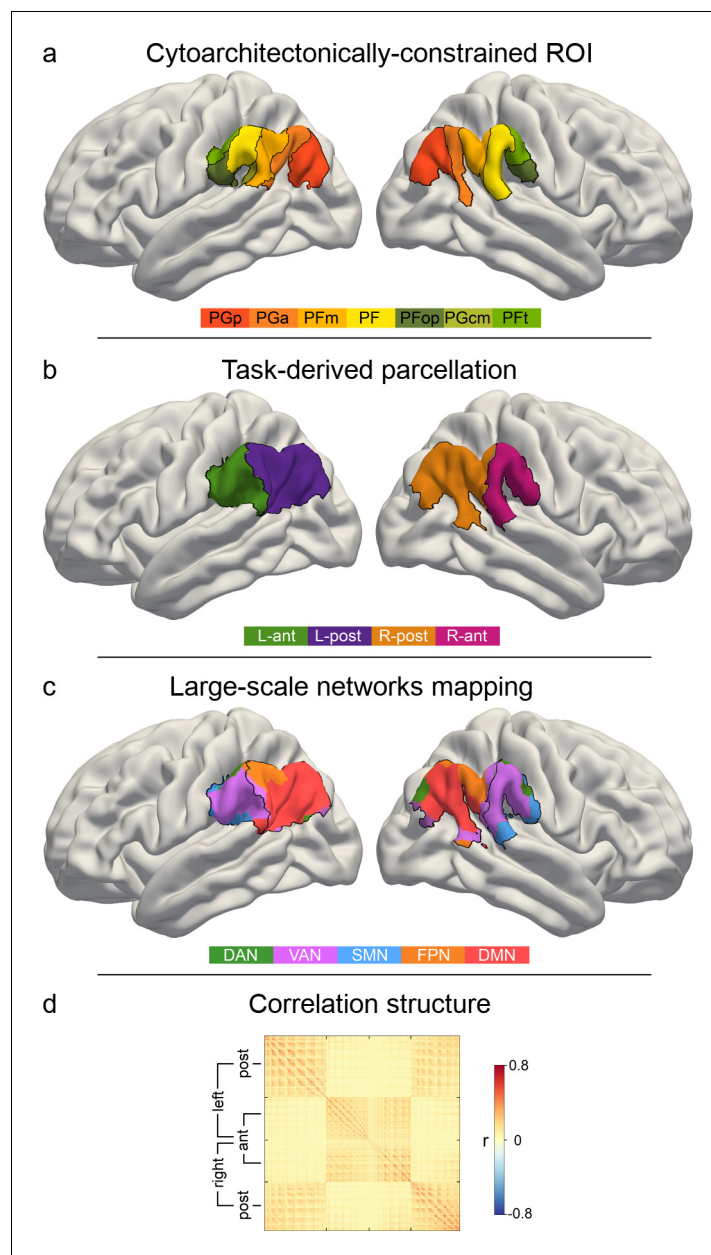 a Cytoarchitectonically-constrained ROI
PGp PGa PFm PF PFop PGcm PFt
b Task-derived parcellation
L-ant L-post R-post R-ant
c Large-scale networks mapping
DAN VAN SMN FPN DMN
d Correlation structure
post
left
ant
right
post
0.8
r 0
-0.8